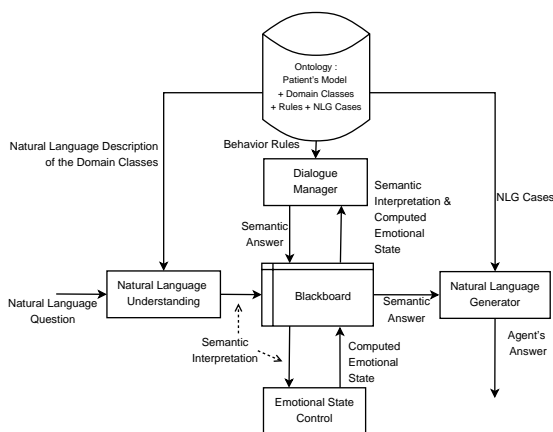 Ontology :
Patient's Model
+ Domain Classes
+ Rules + NLG Cases
Natural Language Description
of the Domain Classes
Behavior Rules
Dialogue
Manager
Semantic
Interpretation &
Computed
Emotional
State
NLG Cases
Semantic
Answer
Natural Language
Understanding
Blackboard
Natural Language
Generator
Natural Language
Question
Semantic
Answer
Semantic
Interpretation
Computed
Emotional
State
Agent's
Answer
Emotional State
Control